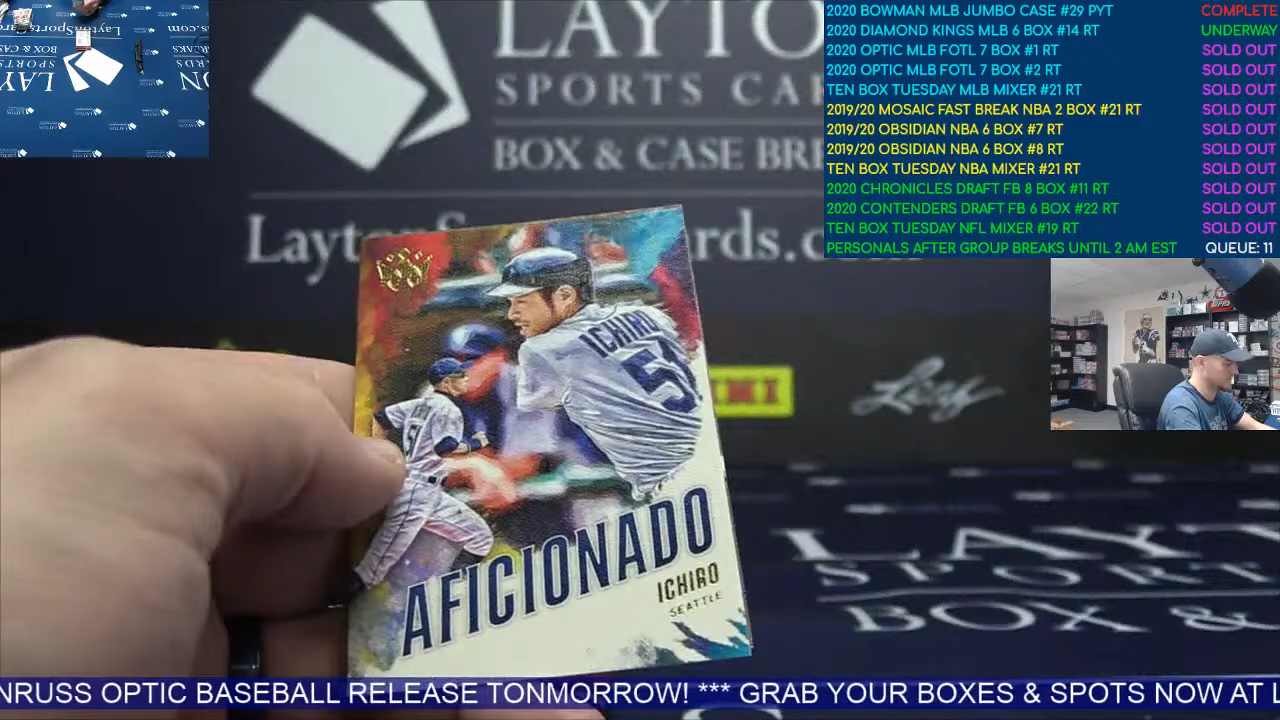 2020 BOWMAN MLB JUMBO CASE #29 PYT COMPLETE
2020 DIAMOND KINGS MLB 6 BOX #14 RT UNDERWAY
2020 OPTIC MLB FOTL 7 BOX #1 RT SOLD OUT
2020 OPTIC MLB FOTL 7 BOX #2 RT SOLD OUT
TEN BOX TUESDAY MLB MIXER #21 RT SOLD OUT
2019/20 MOSAIC FAST BREAK NBA 2 BOX #21 RT SOLD OUT
2019/20 OBSIDIAN NBA 6 BOX #7 RT SOLD OUT
2019/20 OBSIDIAN NBA 6 BOX #8 RT SOLD OUT
TEN BOX TUESDAY NBA MIXER #21 RT SOLD OUT
2020 CHRONICLES DRAFT FB 8 BOX #11 RT SOLD OUT
2020 CONTENDERS DRAFT FB 6 BOX #22 RT SOLD OUT
TEN BOX TUESDAY NFL MIXER #19 RT SOLD OUT
PERSONALS AFTER GROUP BREAKS UNTIL 2 AM EST QUEUE: 11
LAYTO
SPORTS CA
BOX & CASE BRE
Layto rds.c
ICHIRO
51
AFICIONADO
ICHIRO
SEATTLE
Leaf
LAYT
SPORT
BOX &
NRUSS OPTIC BASEBALL RELEASE TONMORROW! *** GRAB YOUR BOXES & SPOTS NOW AT L